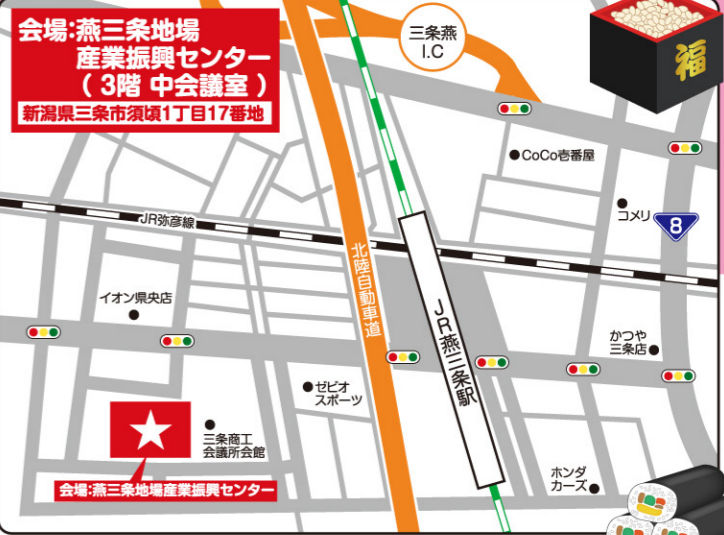 会場:燕三条地場
産業振興センター
( 3階 中会議室 )
新潟県三条市須頃1丁目17番地
三条燕
I.C
福
CoCo壱番屋
コメリ
8
JR弥彦線
北陸自動車道
JR燕三条駅
イオン県央店
かつや
三条店
ゼビオ
スポーツ
三条商工
会議所会館
ホンダ
カーズ
会場:燕三条地場産業振興センター